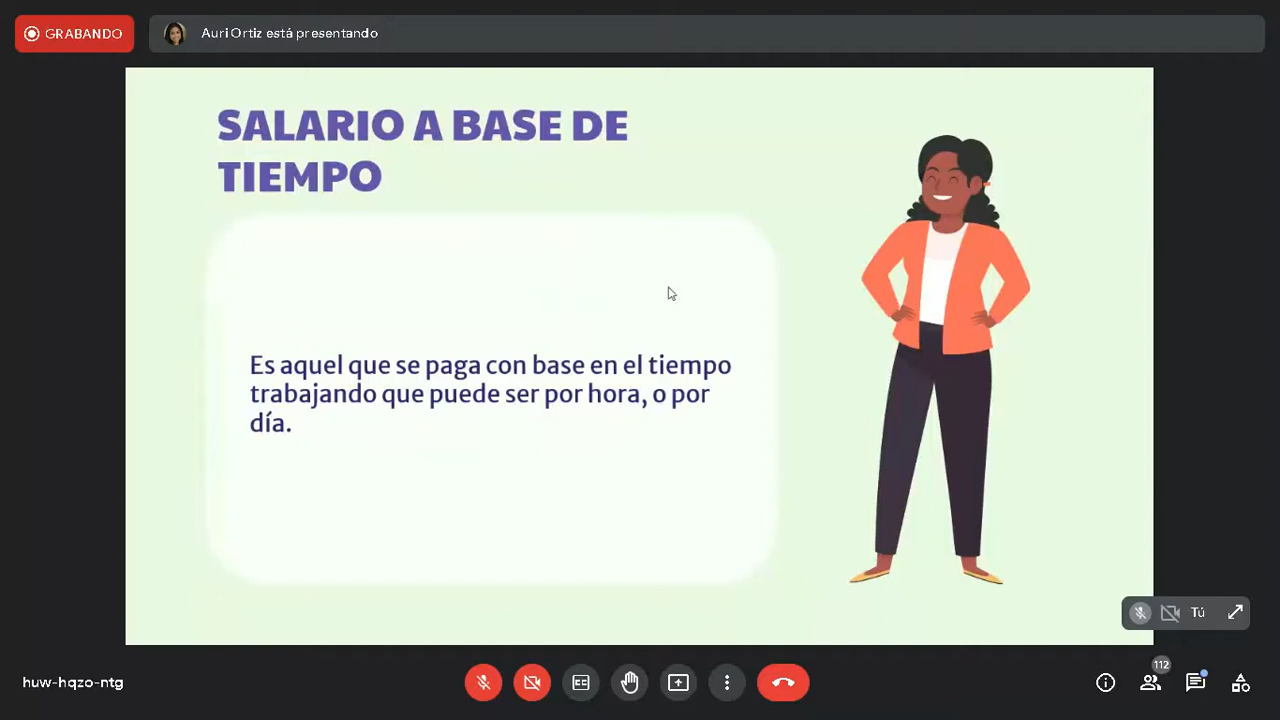 GRABANDO
Auri Ortiz está presentando
SALARIO A BASE DE
TIEMPO
Es aquel que se paga con base en el tiempo
trabajando que puede ser por hora, o por
día.
Tú
huw-hqzo-ntg
112